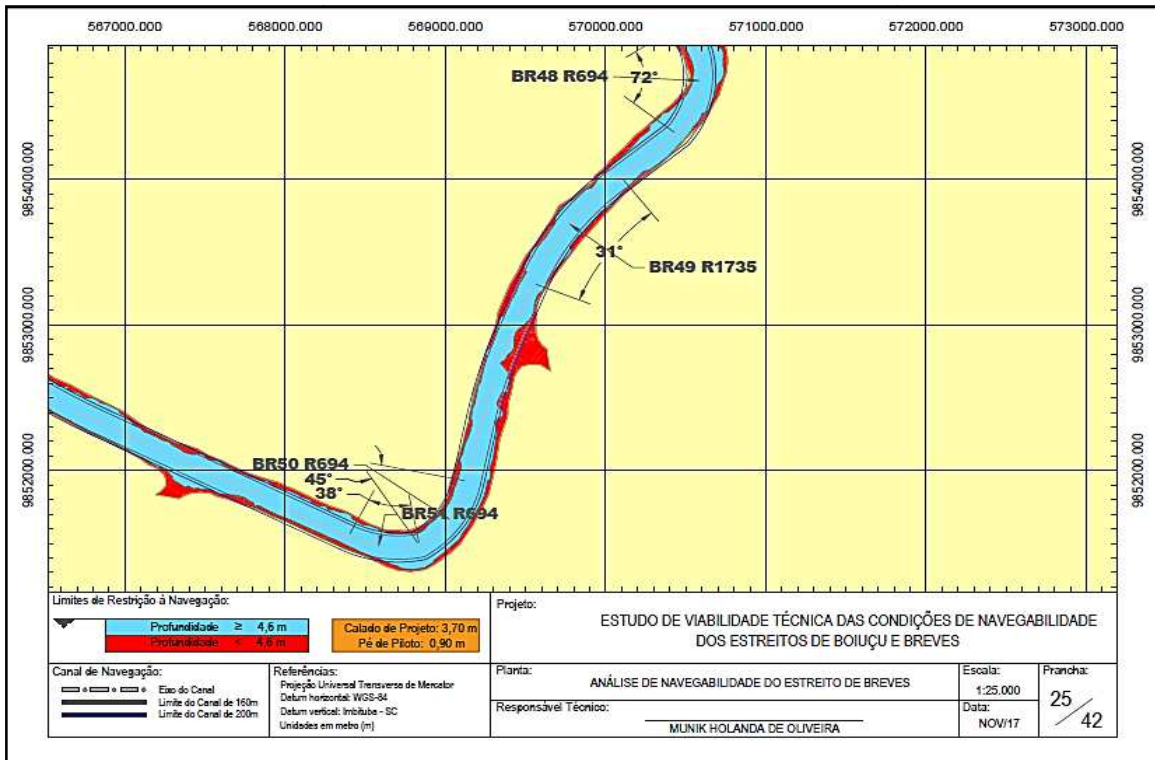 567000.000 568000.000 569000.000 570000.000 571000.000 572000.000 573000.000
BR48 R694
72°
9854000.000
9854000.000
31°
BR49 R1735
9853000.000
9853000.000
BR50 R694
45°
38°
BR51 R694
9852000.000
9852000.000
Limites de Restrição à Navegação:
Profundidade ≥ 4,6 m
Profundidade < 4,6 m
Calado de Projeto: 3,70 m
Pé de Piloto: 0,90 m
Projeto:
ESTUDO DE VIABILIDADE TÉCNICA DAS CONDIÇÕES DE NAVEGABILIDADE
DOS ESTREITOS DE BOIUÇU E BREVES
Canal de Navegação:
Eixo do Canal
Limite do Canal de 160m
Limite do Canal de 200m
Referências:
Projeção Universal Transversa de Mercator
Datum horizontal: WGS-84
Datum vertical: Imbituba - SC
Unidades em metro (m)
Planta:
ANÁLISE DE NAVEGABILIDADE DO ESTREITO DE BREVES
Responsável Técnico:
MUNIK HOLANDA DE OLIVEIRA
Escala:
1:25.000
Data:
NOV/17
Prancha:
25/42